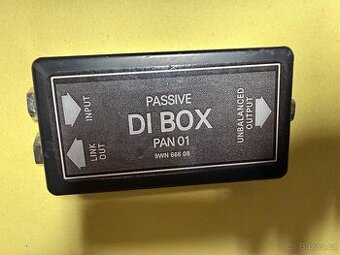 PASSIVE
DI BOX
PAN 01
9WN 666 08
INPUT
LINK
OUT
UNBALANCED
OUTPUT